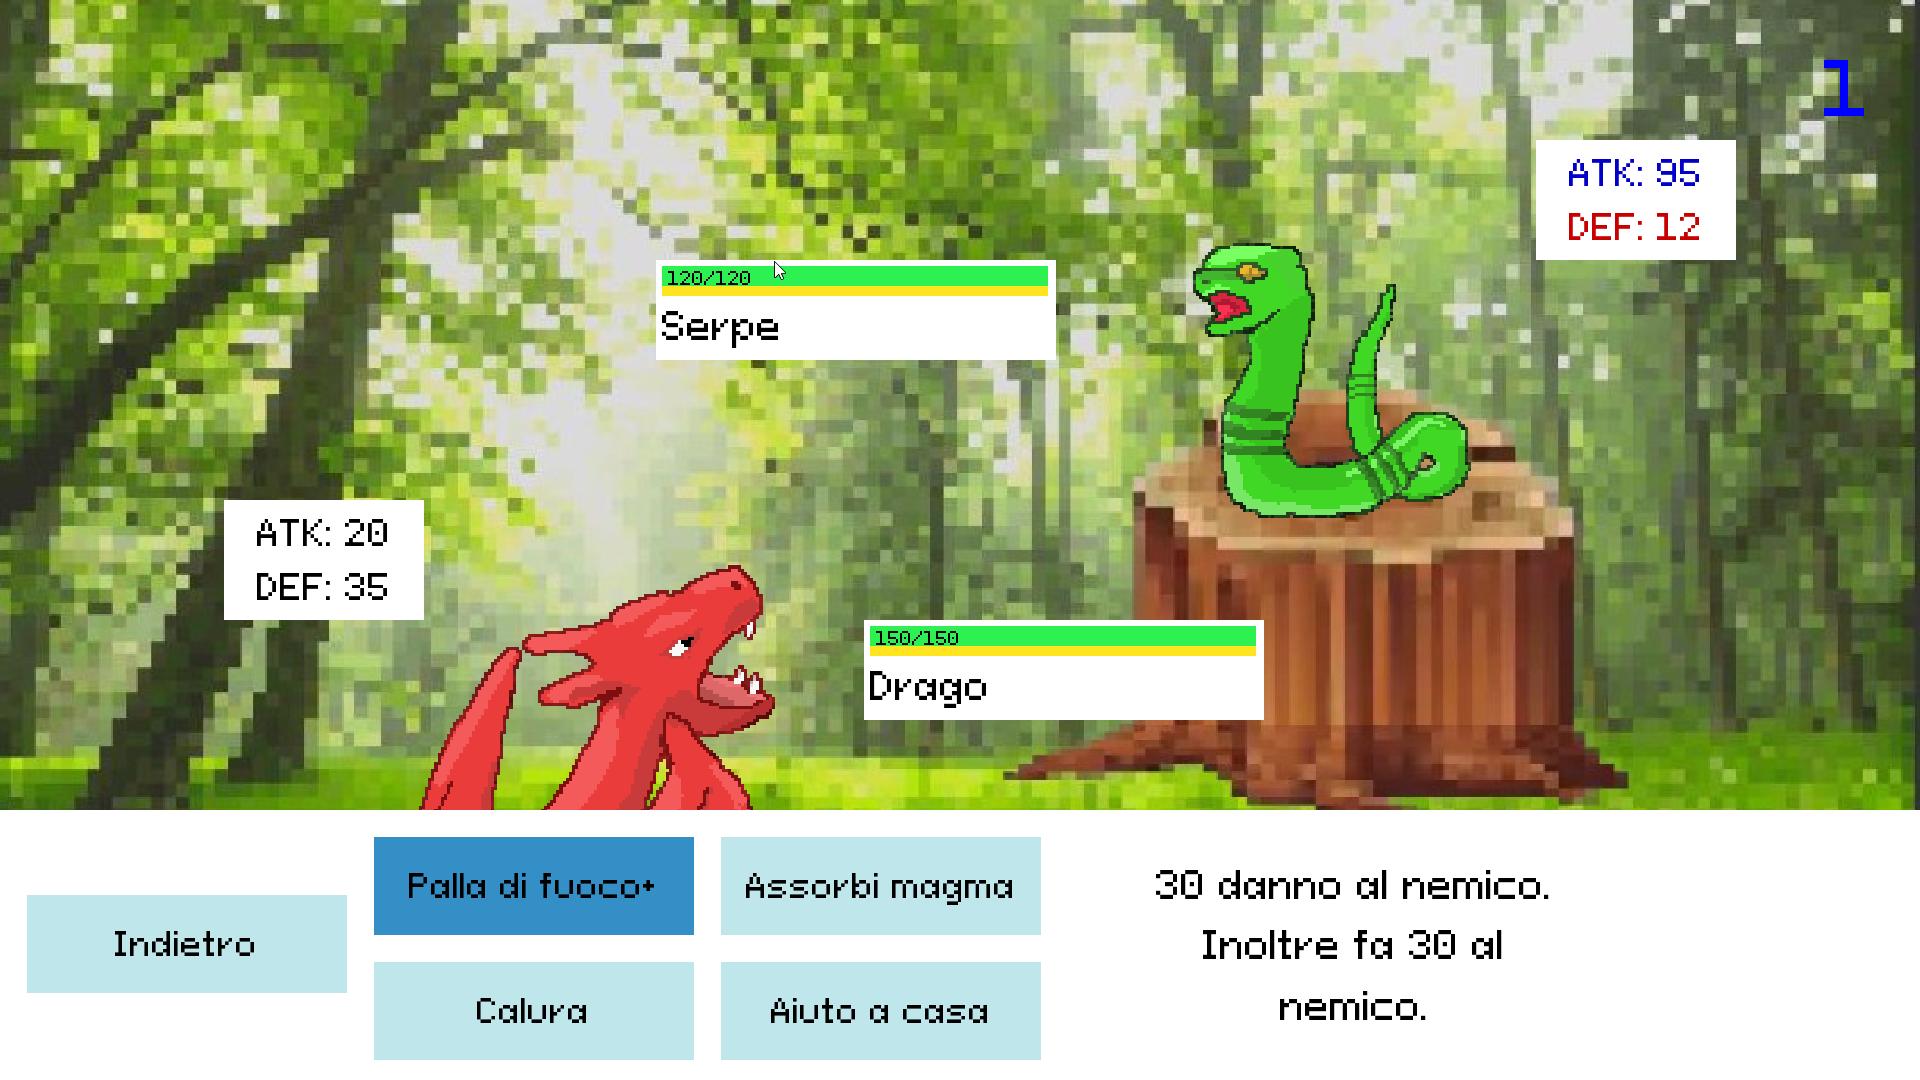 1
ATK: 95
DEF: 12
120/120
Serpe
ATK: 20
DEF: 35
150/150
Drago
Indietro
Palla di fuoco+
Assorbi magma
Calura
Aiuto a casa
30 danno al nemico.
Inoltre fa 30 al
nemico.